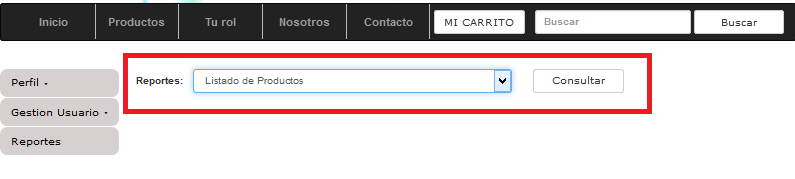 Inicio Productos Tu rol Nosotros Contacto MI CARRITO Buscar Buscar
Perfil
Reportes: Listado de Productos Consultar
Gestion Usuario
Reportes